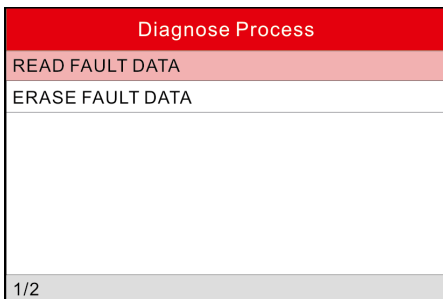 Diagnose Process
READ FAULT DATA
ERASE FAULT DATA
1/2